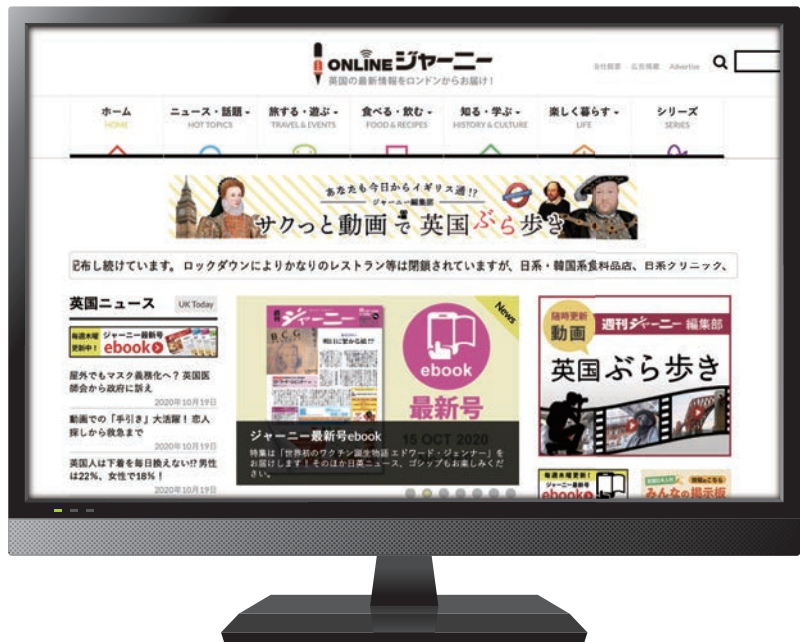 ONLINEジャーニー
英国の最新情報をロンドンからお届け!
会社概要 広告掲載 Advertise
ホーム
HOME
ニュース・話題
HOT TOPICS
旅する・遊ぶ
TRAVEL & EVENTS
食べる・飲む
FOOD & RECIPES
知る・学ぶ
HISTORY & CULTURE
楽しく暮らす
LIFE
シリーズ
SERIES
あなたも今日からイギリス通!?
ジャーニー編集部
サクっと動画で英国ぶら歩き
配布し続けています。 ロックダウンによりかなりのレストラン等は閉鎖されていますが、日系・韓国系食料品店、日系クリニック、
英国ニュース
UK Today
毎週木曜更新中!
ジャーニー最新号
ebook
屋外でもマスク義務化へ? 英国医
師会から政府に訴え
2020年10月19日
動画での「手引き」大活躍! 恋人
探しから救急まで
2020年10月19日
英国人は下着を毎日換えない!? 男性
は22%、女性で18%!
2020年10月19日
週刊ジャーニー
News
ebook
最新号
15 OCT 2020
ジャーニー最新号ebook
特集は「世界初のワクチン誕生物語 エドワード・ジェンナー」を
お届けします! そのほか日英ニュース、ゴシップもお楽しみくだ
さい。
随時更新
動画
週刊ジャーニー 編集部
英国ぶら歩き
毎週木曜更新!
ジャーニー最新号
ebook
みんなの掲示板